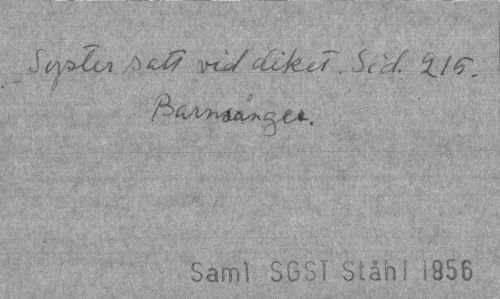 Syster satt vid diket. Sid. 215.
Barnsånger.
Saml SGST Ståhl 1856